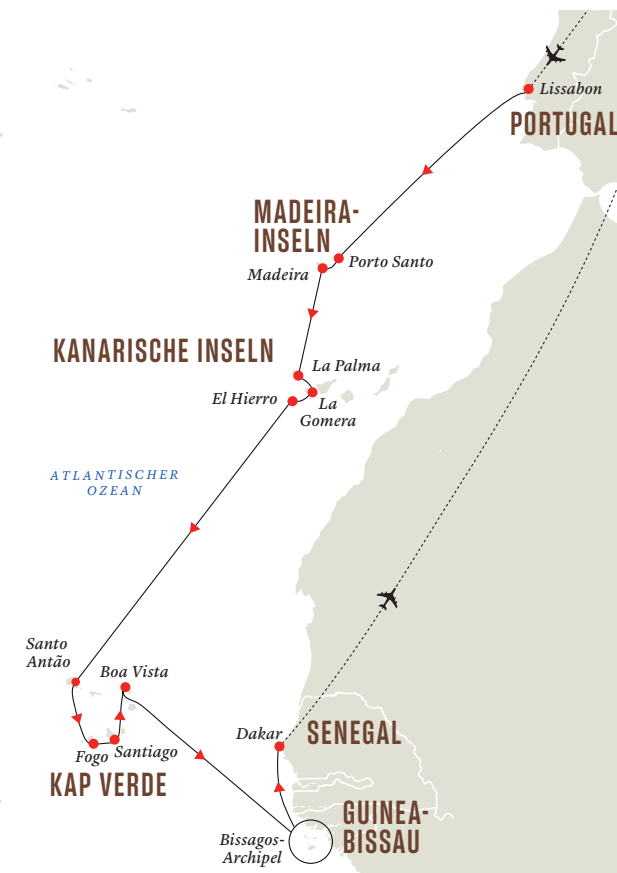 Lissabon
PORTUGAL
MADEIRA-
INSELN
Porto Santo
Madeira
KANARISCHE INSELN
La Palma
El Hierro
La
Gomera
ATLANTISCHER
OZEAN
Santo
Antão
Boa Vista
Fogo
Santiago
KAP VERDE
Dakar
SENEGAL
GUINEA-
BISSAU
Bissagos-
Archipel